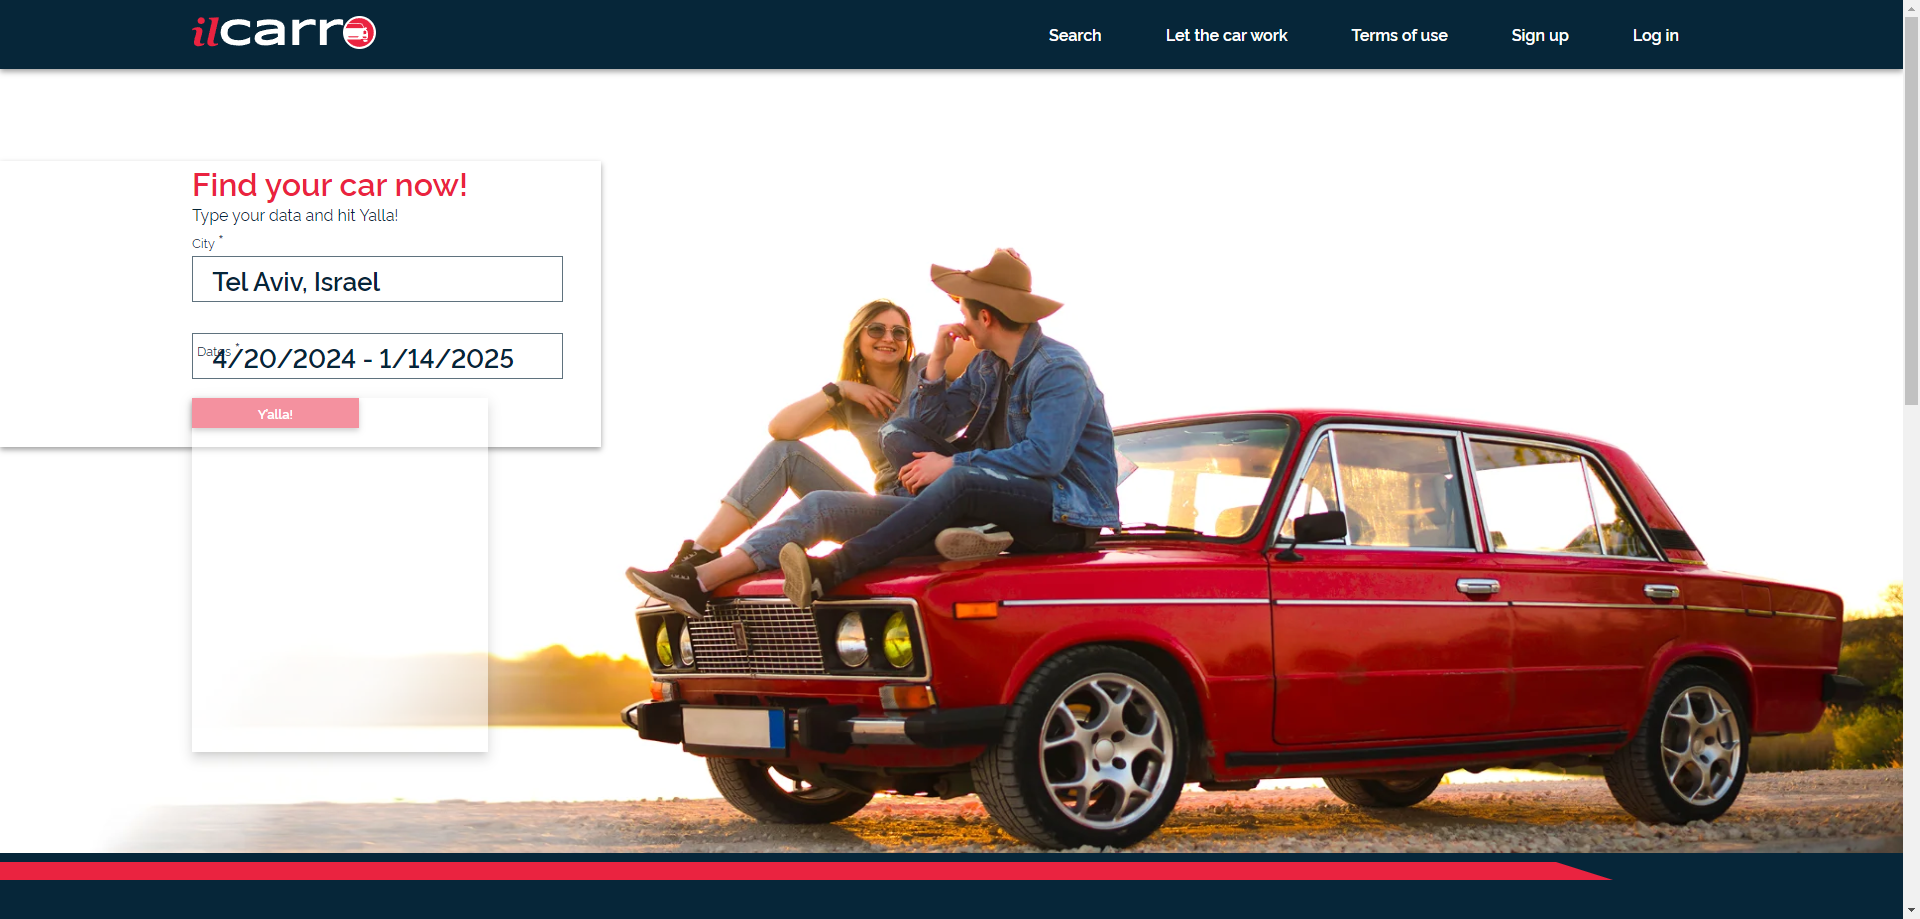 ilcarro
Search
Let the car work
Terms of use
Sign up
Log in
Find your car now!
Type your data and hit Yalla!
City *
Tel Aviv, Israel
Dates *
4/20/2024 - 1/14/2025
Y'alla!